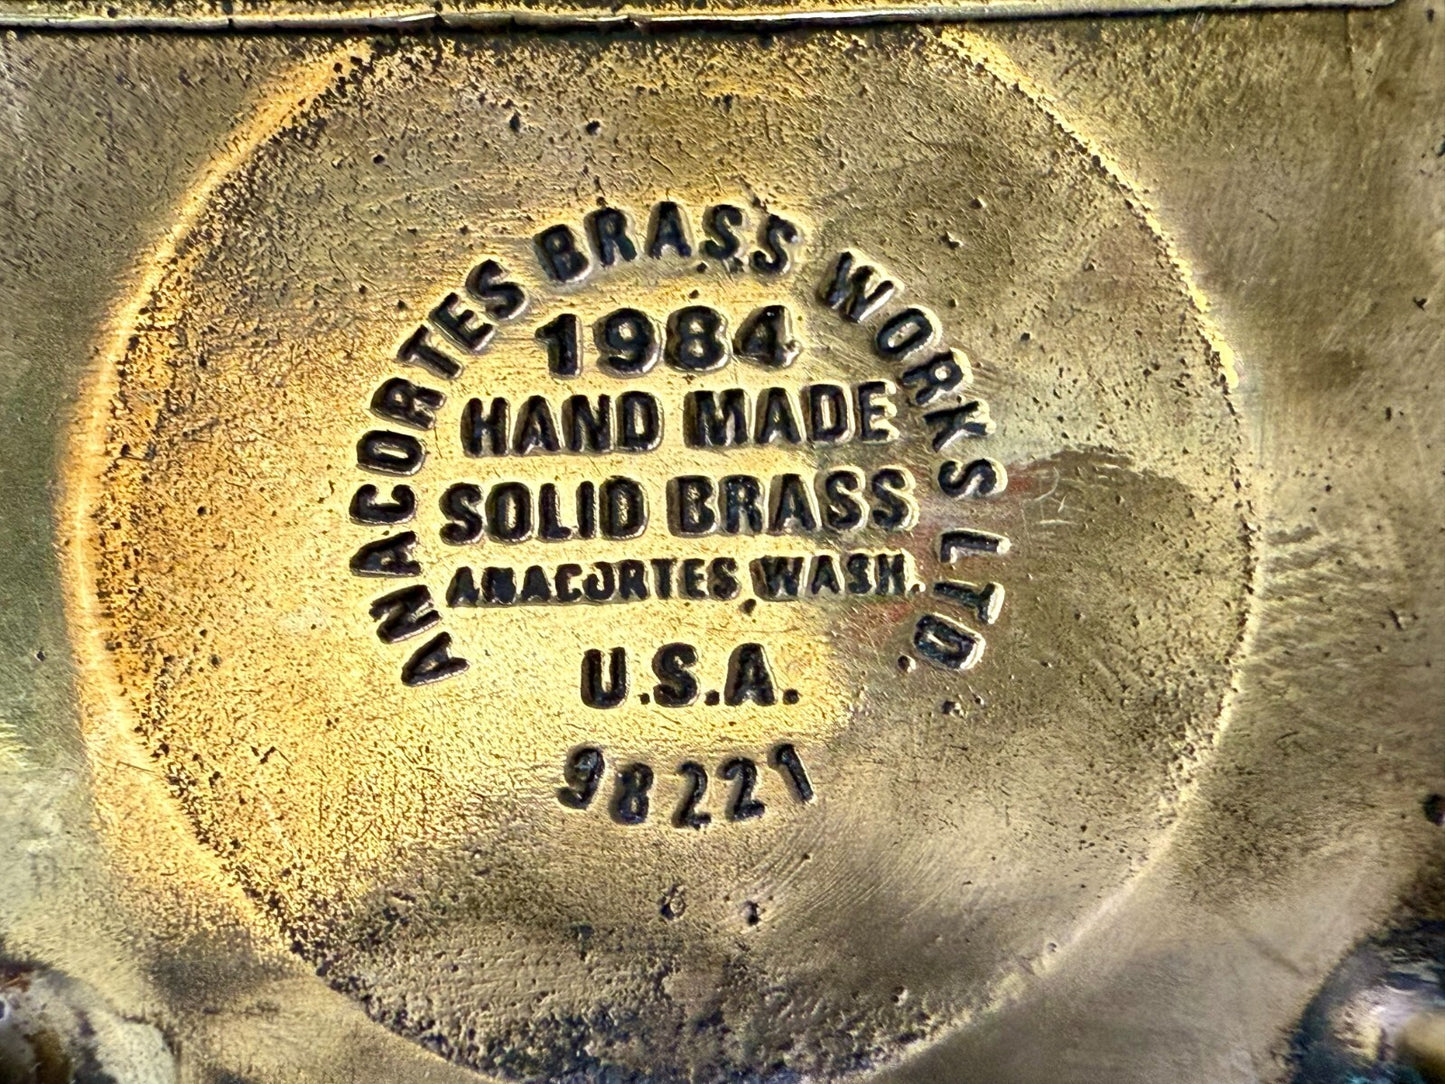 ANACORTES BRASS WORKS LTD.
1984
HAND MADE
SOLID BRASS
ANACORTES WASH.
U.S.A.
98221